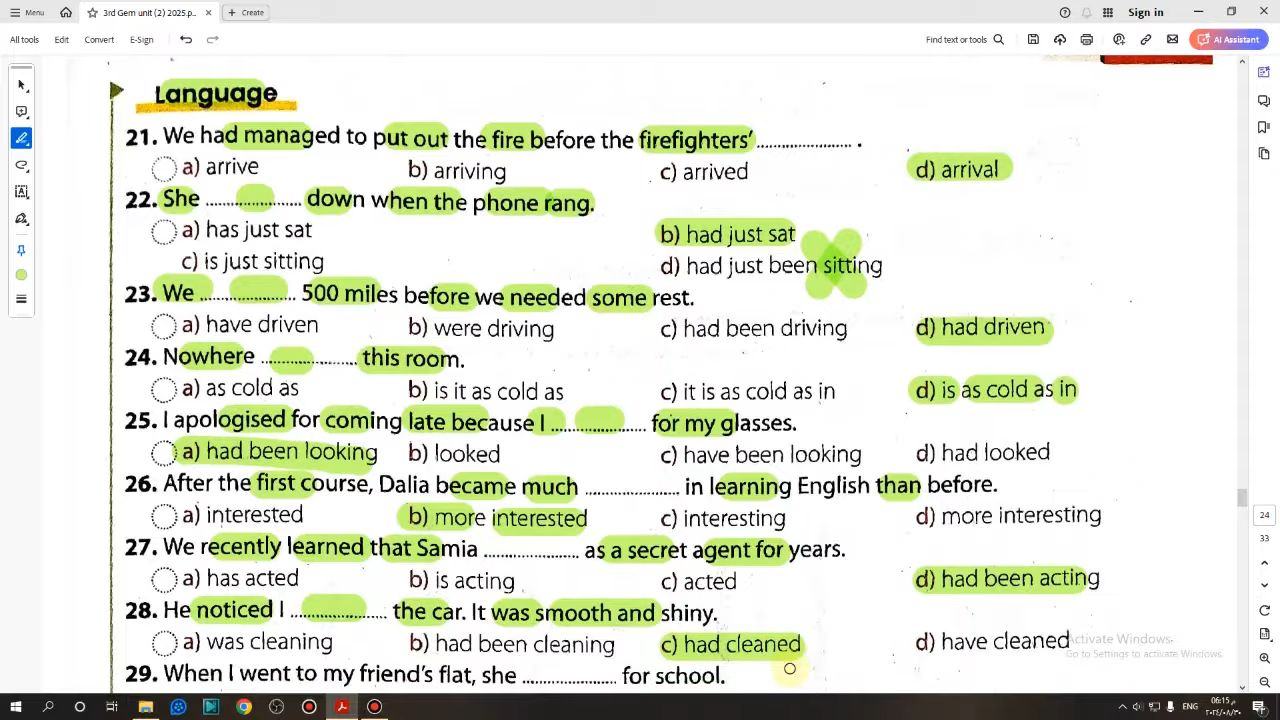 Menu
3rd Gem unit (2) 2025.p...
Create
Sign in
All tools
Edit
Convert
E-Sign
Find text or tools
AI Assistant
Language
21. We had managed to put out the fire before the firefighters' ..................... .
a) arrive b) arriving c) arrived d) arrival
22. She ..................... down when the phone rang.
a) has just sat b) had just sat
c) is just sitting d) had just been sitting
23. We ..................... 500 miles before we needed some rest.
a) have driven b) were driving c) had been driving d) had driven
24. Nowhere ..................... this room.
a) as cold as b) is it as cold as c) it is as cold as in d) is as cold as in
25. I apologised for coming late because I ..................... for my glasses.
a) had been looking b) looked c) have been looking d) had looked
26. After the first course, Dalia became much ..................... in learning English than before.
a) interested b) more interested c) interesting d) more interesting
27. We recently learned that Samia ..................... as a secret agent for years.
a) has acted b) is acting c) acted d) had been acting
28. He noticed I ..................... the car. It was smooth and shiny.
a) was cleaning b) had been cleaning c) had cleaned d) have cleaned
29. When I went to my friend's flat, she ..................... for school.
24
33
Activate Windows
Go to Settings to activate Windows.
06:15 م